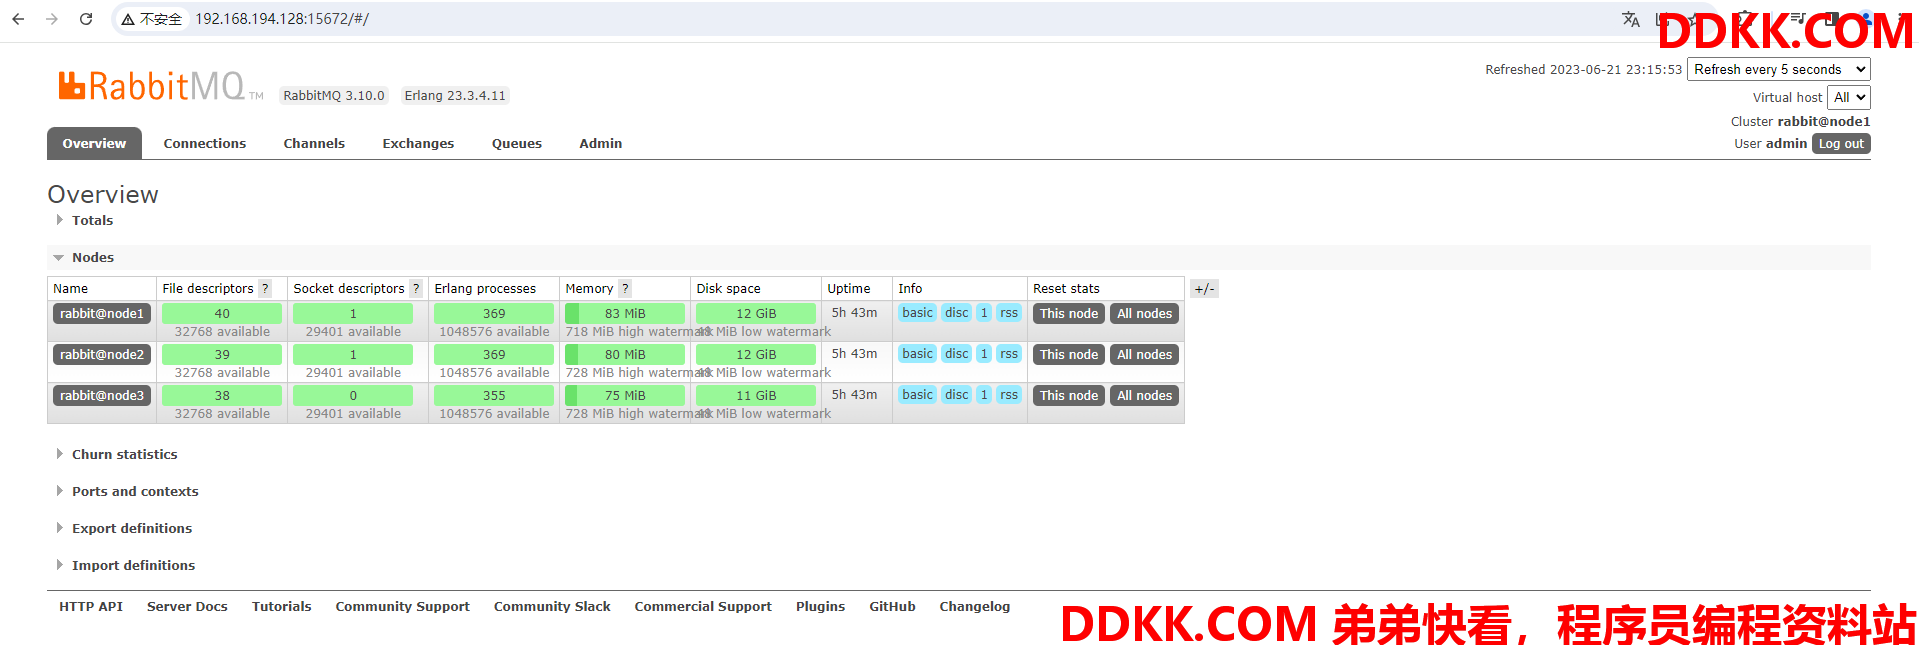 不安全 192.168.194.128:15672/#/
DDKK.COM
RabbitMQ TM RabbitMQ 3.10.0 Erlang 23.3.4.11
Refreshed 2023-06-21 23:15:53 Refresh every 5 seconds
Virtual host All
Cluster rabbit@node1
User admin Log out
Overview Connections Channels Exchanges Queues Admin
Overview
Totals
Nodes
Name File descriptors ? Socket descriptors ? Erlang processes Memory ? Disk space Uptime Info Reset stats +/-
rabbit@node1 40 1 369 83 MiB 12 GiB 5h 43m basic disc 1 rss This node All nodes
32768 available 29401 available 1048576 available 718 MiB high watermark 48 MiB low watermark
rabbit@node2 39 1 369 80 MiB 12 GiB 5h 43m basic disc 1 rss This node All nodes
32768 available 29401 available 1048576 available 728 MiB high watermark 48 MiB low watermark
rabbit@node3 38 0 355 75 MiB 11 GiB 5h 43m basic disc 1 rss This node All nodes
32768 available 29401 available 1048576 available 728 MiB high watermark 48 MiB low watermark
Churn statistics
Ports and contexts
Export definitions
Import definitions
HTTP API Server Docs Tutorials Community Support Community Slack Commercial Support Plugins GitHub Changelog
DDKK.COM 弟弟快看，程序员编程资料站